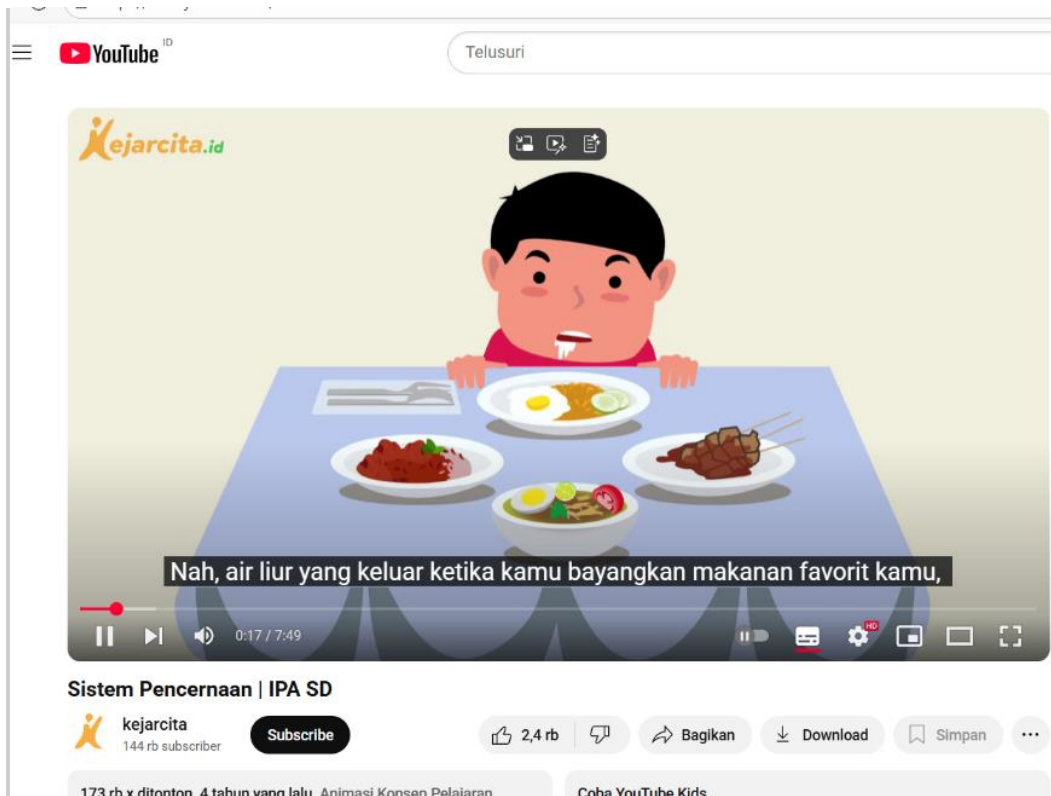 YouTube ID
Telusuri
Kejarcita.id
Nah, air liur yang keluar ketika kamu bayangkan makanan favorit kamu,
0:17 / 7:49
HD
Sistem Pencernaan | IPA SD
kejarcita
144 rb subscriber
Subscribe
2,4 rb
Bagikan
Download
Simpan
173 rb x ditonton 4 tahun yang lalu Animasi Konsep Pelajaran
Coba YouTube Kids